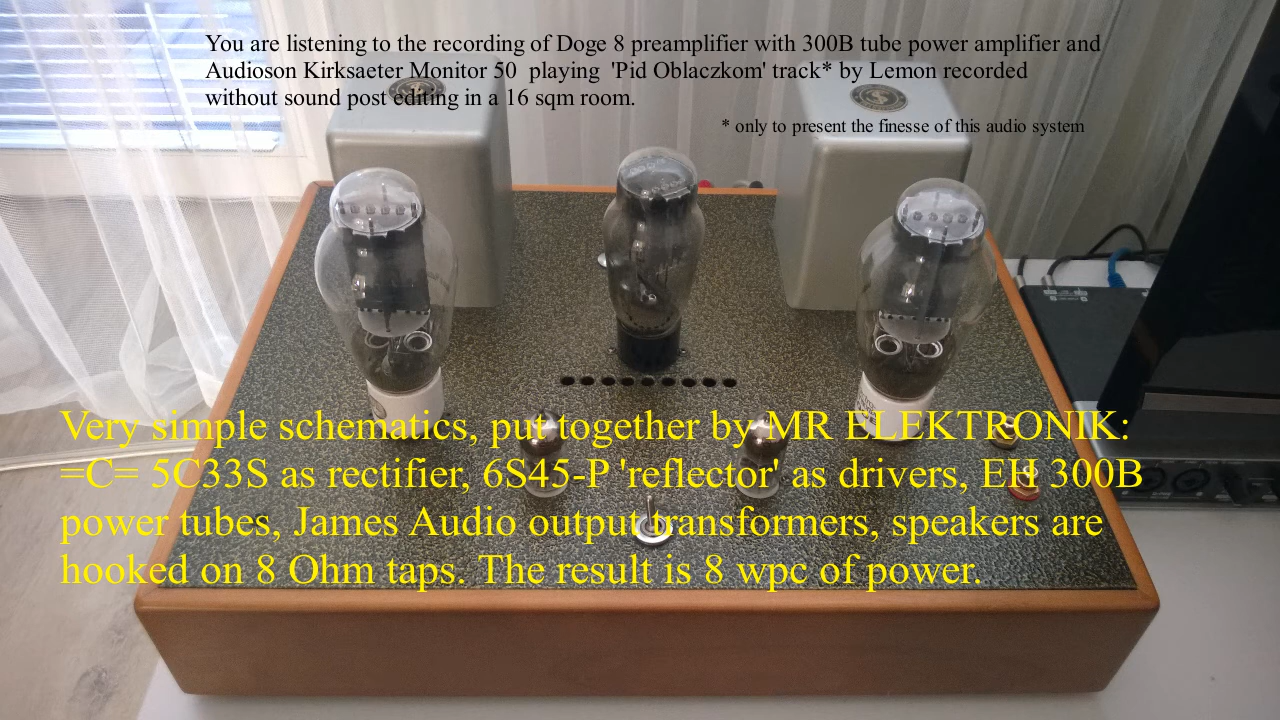 You are listening to the recording of Doge 8 preamplifier with 300B tube power amplifier and
Audioson Kirksaeter Monitor 50 playing 'Pid Oblaczkom' track* by Lemon recorded
without sound post editing in a 16 sqm room.
* only to present the finesse of this audio system
Very simple schematics, put together by MR ELEKTRONIK:
=C= 5C33S as rectifier, 6S45-P 'reflector' as drivers, EH 300B
power tubes, James Audio output transformers, speakers are
hooked on 8 Ohm taps. The result is 8 wpc of power.